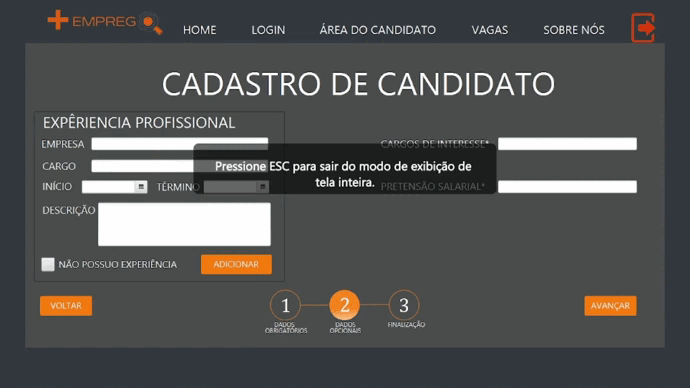 +EMPREGO
HOME LOGIN ÁREA DO CANDIDATO VAGAS SOBRE NÓS
CADASTRO DE CANDIDATO
EXPÊRIENCIA PROFISSIONAL
EMPRESA
CARGO
INÍCIO TÉRMINO
DESCRIÇÃO
NÃO POSSUO EXPERIÊNCIA
ADICIONAR
Pressione ESC para sair do modo de exibição de
tela inteira.
CARGOS DE INTERESSE*
PRETENSÃO SALARIAL*
VOLTAR
1
DADOS
OBRIGATÓRIOS
2
DADOS
OPCIONAIS
3
FINALIZAÇÃO
AVANÇAR